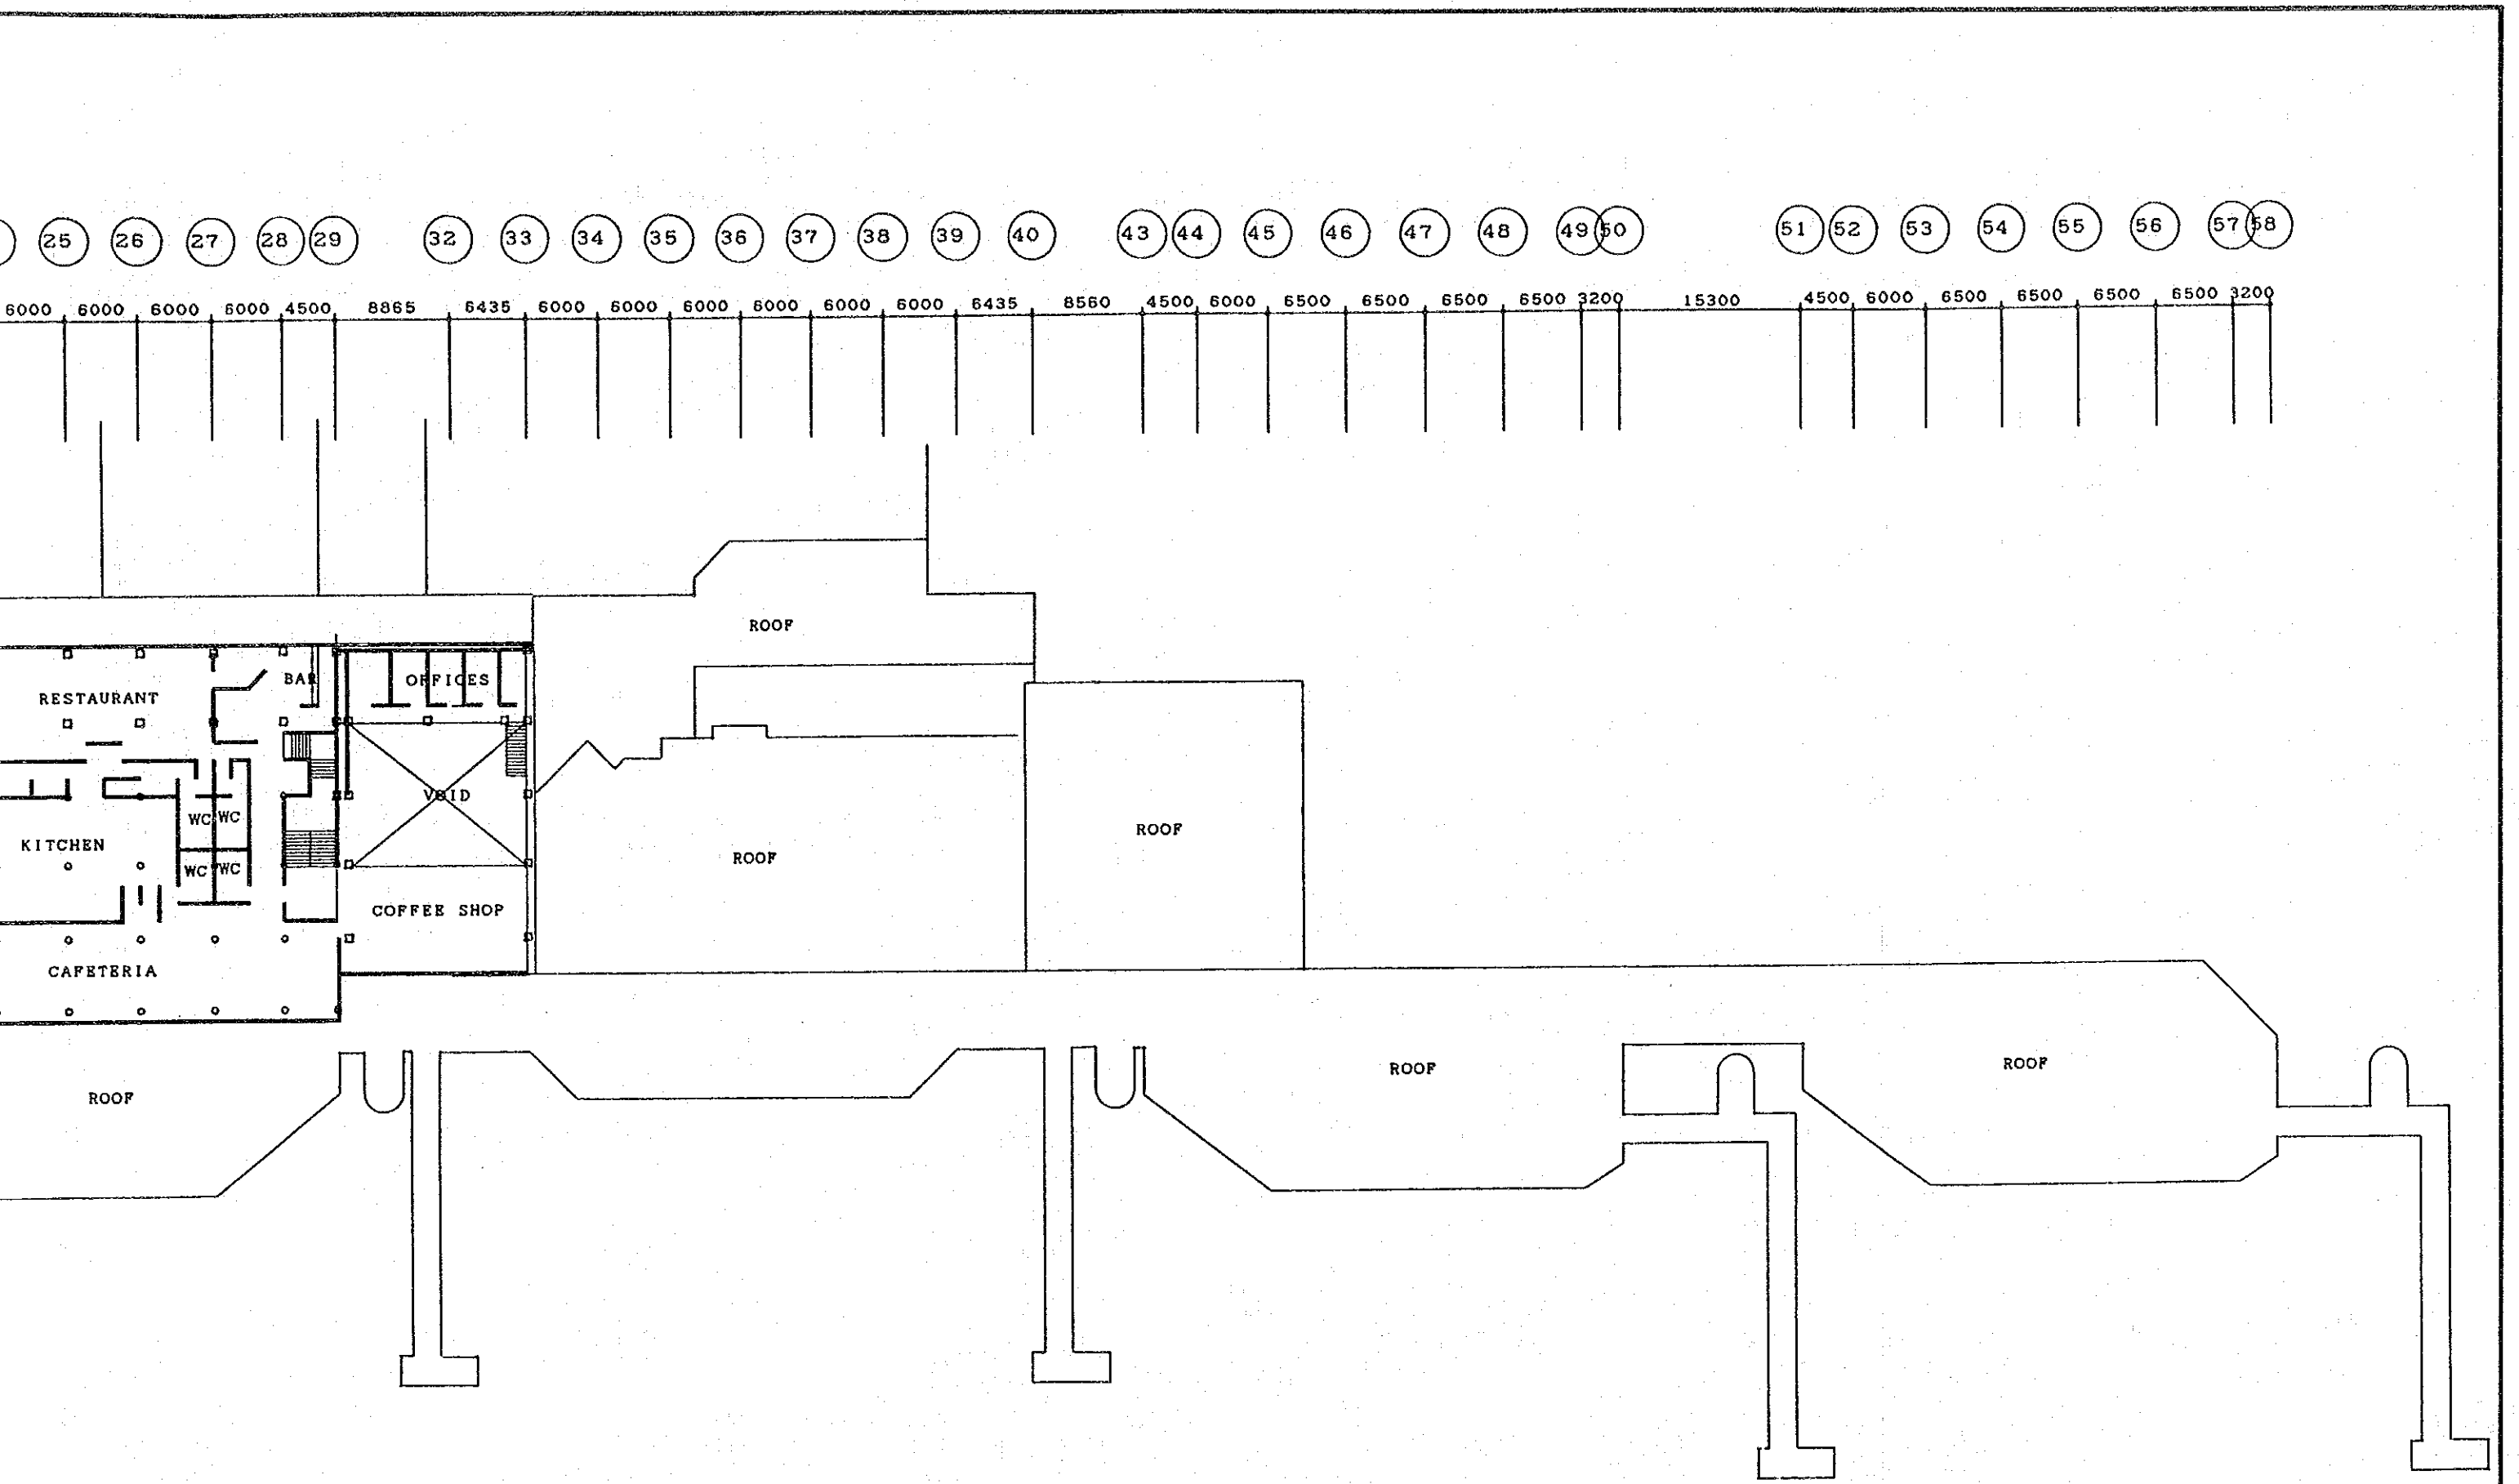 25 26 27 28 29 32 33 34 35 36 37 38 39 40 43 44 45 46 47 48 49 50 51 52 53 54 55 56 57 58
6000 6000 6000 6000 4500 8865 6435 6000 6000 6000 6000 6000 6000 6435 8560 4500 6000 6500 6500 6500 6500 3200 15300 4500 6000 6500 6500 6500 6500 3200
ROOF
BAR
OFFICES
RESTAURANT
VOID
WC WC
ROOF
KITCHEN
ROOF
WC WC
COFFEE SHOP
CAFETERIA
ROOF
ROOF
ROOF